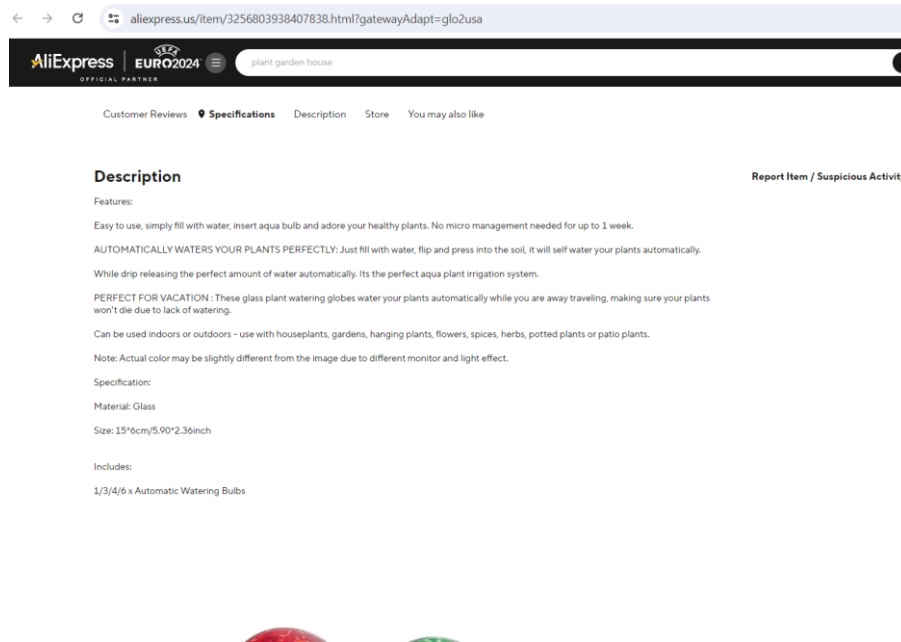 aliexpress.us/item/3256803938407838.html?gatewayAdapt=glo2usa
AliExpress
UEFA
EURO2024
OFFICIAL PARTNER
plant garden house
Customer Reviews Specifications Description Store You may also like
Description
Report Item / Suspicious Activit
Features:
Easy to use, simply fill with water, insert aqua bulb and adore your healthy plants. No micro management needed for up to 1 week.
AUTOMATICALLY WATERS YOUR PLANTS PERFECTLY: Just fill with water, flip and press into the soil, it will self water your plants automatically.
While drip releasing the perfect amount of water automatically. Its the perfect aqua plant irrigation system.
PERFECT FOR VACATION : These glass plant watering globes water your plants automatically while you are away traveling, making sure your plants
won't die due to lack of watering.
Can be used indoors or outdoors - use with houseplants, gardens, hanging plants, flowers, spices, herbs, potted plants or patio plants.
Note: Actual color may be slightly different from the image due to different monitor and light effect.
Specification:
Material: Glass
Size: 15*6cm/5.90*2.36inch
Includes:
1/3/4/6 x Automatic Watering Bulbs